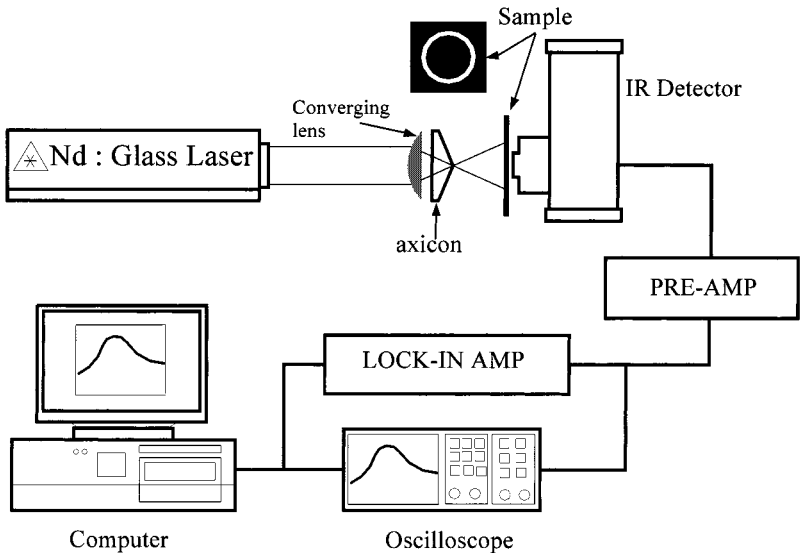 Sample
IR Detector
Converging
lens
Nd : Glass Laser
axicon
PRE-AMP
LOCK-IN AMP
Computer
Oscilloscope